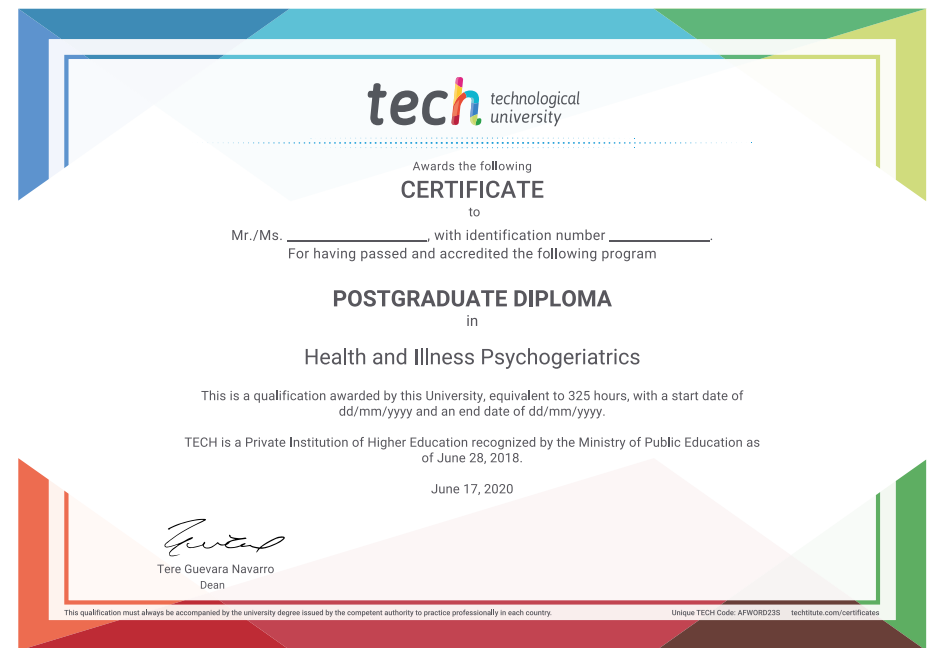 tech technological
university
Awards the following
CERTIFICATE
to
Mr./Ms. ____________________, with identification number ______________.
For having passed and accredited the following program
POSTGRADUATE DIPLOMA
in
Health and Illness Psychogeriatrics
This is a qualification awarded by this University, equivalent to 325 hours, with a start date of
dd/mm/yyyy and an end date of dd/mm/yyyy.
TECH is a Private Institution of Higher Education recognized by the Ministry of Public Education as
of June 28, 2018.
June 17, 2020
Tere Guevara Navarro
Dean
This qualification must always be accompanied by the university degree issued by the competent authority to practice professionally in each country.
Unique TECH Code: AFWORD23S techtitute.com/certificates